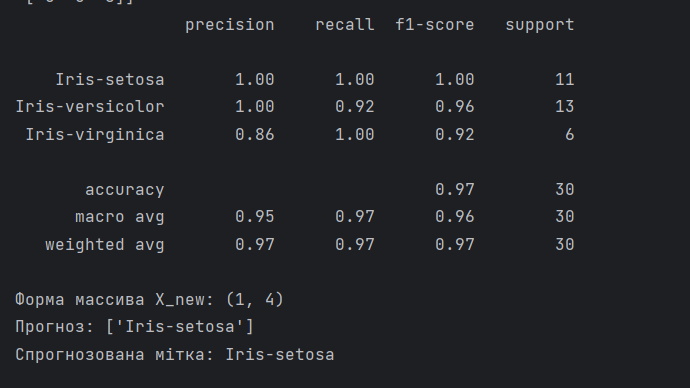 precision recall f1-score support
Iris-setosa 1.00 1.00 1.00 11
Iris-versicolor 1.00 0.92 0.96 13
Iris-virginica 0.86 1.00 0.92 6
accuracy 0.97 30
macro avg 0.95 0.97 0.96 30
weighted avg 0.97 0.97 0.97 30
Форма массива X_new: (1, 4)
Прогноз: ['Iris-setosa']
Спрогнозована мітка: Iris-setosa